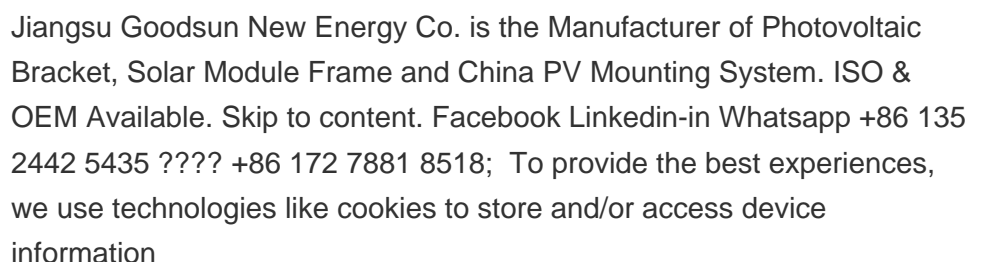 Jiangsu Goodsun New Energy Co. is the Manufacturer of Photovoltaic
Bracket, Solar Module Frame and China PV Mounting System. ISO &
OEM Available. Skip to content. Facebook Linkedin-in Whatsapp +86 135
2442 5435 ???? +86 172 7881 8518;  To provide the best experiences,
we use technologies like cookies to store and/or access device
information